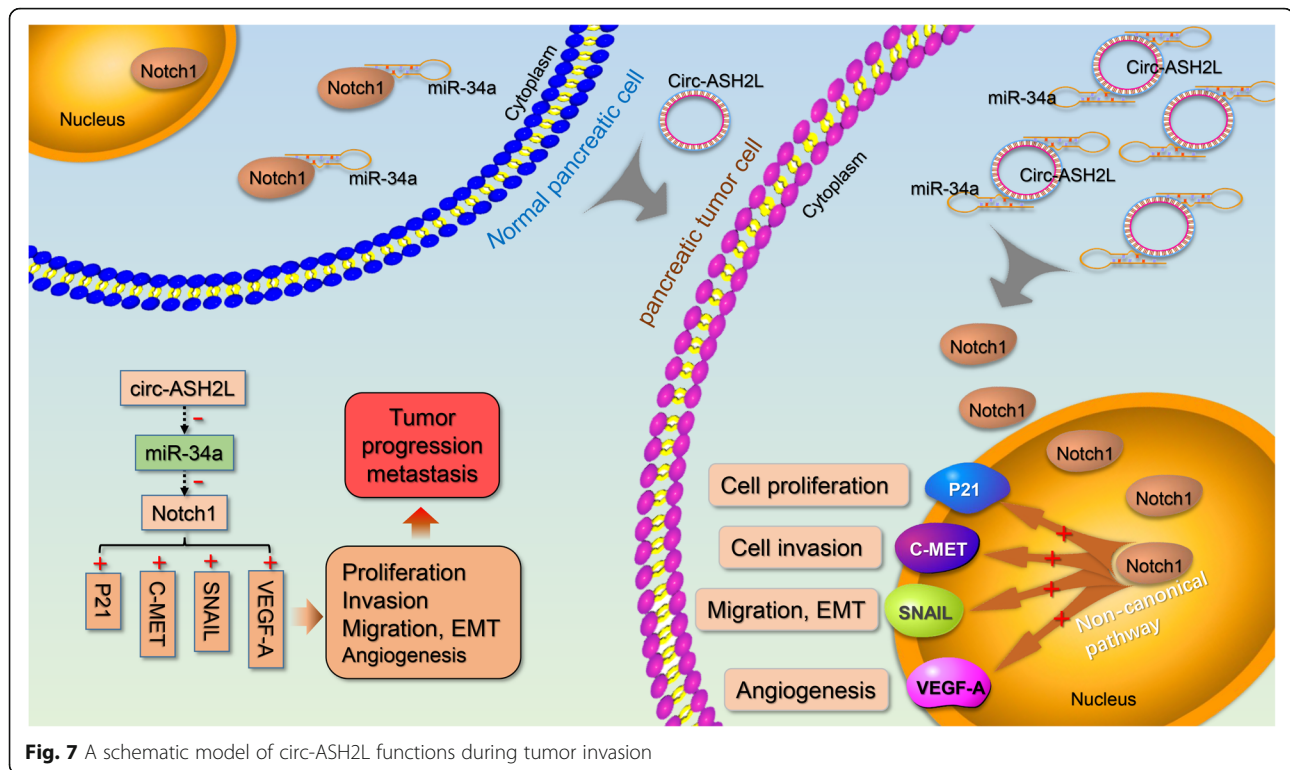 Notch1
Nucleus
Notch1
miR-34a
Notch1
miR-34a
Cytoplasm
Normal pancreatic cell
Circ-ASH2L
pancreatic tumor cell
Cytoplasm
Circ-ASH2L
miR-34a
Circ-ASH2L
miR-34a
Notch1
Notch1
Notch1
Notch1
Notch1
Non-canonical
pathway
Nucleus
Cell proliferation
P21
Cell invasion
C-MET
Migration, EMT
SNAIL
Angiogenesis
VEGF-A
+
+
+
+
circ-ASH2L
-
miR-34a
-
Notch1
+
+
+
+
P21
C-MET
SNAIL
VEGF-A
Tumor
progression
metastasis
Proliferation
Invasion
Migration, EMT
Angiogenesis
Fig. 7 A schematic model of circ-ASH2L functions during tumor invasion